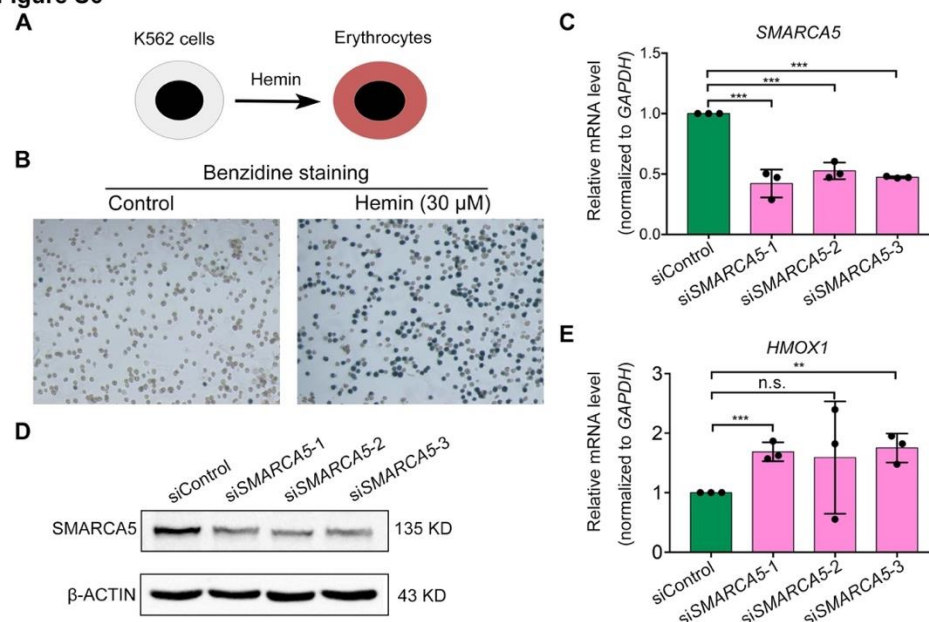 Figure S6
A
K562 cells
Erythrocytes
Hemin
B
Benzidine staining
Control
Hemin (30 μM)
C
SMARCA5
Relative mRNA level
(normalized to GAPDH)
1.5
1.0
0.5
0.0
***
***
***
siControl
siSMARCA5-1
siSMARCA5-2
siSMARCA5-3
D
siControl
siSMARCA5-1
siSMARCA5-2
siSMARCA5-3
SMARCA5
135 KD
β-ACTIN
43 KD
E
HMOX1
Relative mRNA level
(normalized to GAPDH)
3
2
1
0
**
n.s.
***
siControl
siSMARCA5-1
siSMARCA5-2
siSMARCA5-3